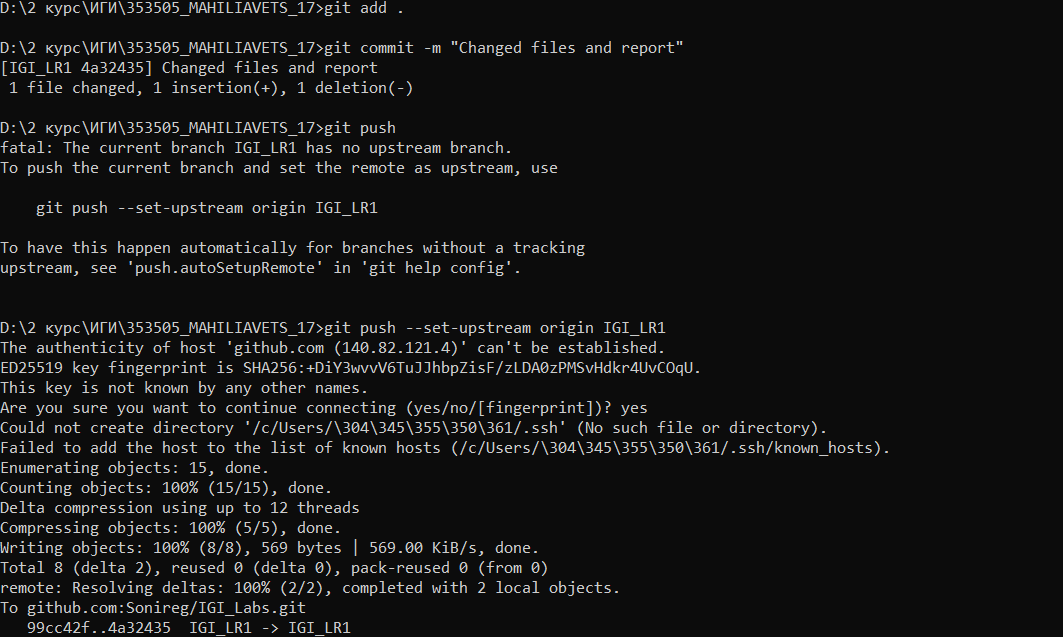 D:\2 курс\ИГИ\353505_MAHILIAVETS_17>git add .
D:\2 курс\ИГИ\353505_MAHILIAVETS_17>git commit -m "Changed files and report"
[IGI_LR1 4a32435] Changed files and report
 1 file changed, 1 insertion(+), 1 deletion(-)
D:\2 курс\ИГИ\353505_MAHILIAVETS_17>git push
fatal: The current branch IGI_LR1 has no upstream branch.
To push the current branch and set the remote as upstream, use
    git push --set-upstream origin IGI_LR1
To have this happen automatically for branches without a tracking
upstream, see 'push.autoSetupRemote' in 'git help config'.
D:\2 курс\ИГИ\353505_MAHILIAVETS_17>git push --set-upstream origin IGI_LR1
The authenticity of host 'github.com (140.82.121.4)' can't be established.
ED25519 key fingerprint is SHA256:+DiY3wvvV6TuJJhbpZisF/zLDA0zPMSvHdkr4UvCOqU.
This key is not known by any other names.
Are you sure you want to continue connecting (yes/no/[fingerprint])? yes
Could not create directory '/c/Users/\304\345\355\350\361/.ssh' (No such file or directory).
Failed to add the host to the list of known hosts (/c/Users/\304\345\355\350\361/.ssh/known_hosts).
Enumerating objects: 15, done.
Counting objects: 100% (15/15), done.
Delta compression using up to 12 threads
Compressing objects: 100% (5/5), done.
Writing objects: 100% (8/8), 569 bytes | 569.00 KiB/s, done.
Total 8 (delta 2), reused 0 (delta 0), pack-reused 0 (from 0)
remote: Resolving deltas: 100% (2/2), completed with 2 local objects.
To github.com:Sonireg/IGI_Labs.git
   99cc42f..4a32435  IGI_LR1 -> IGI_LR1